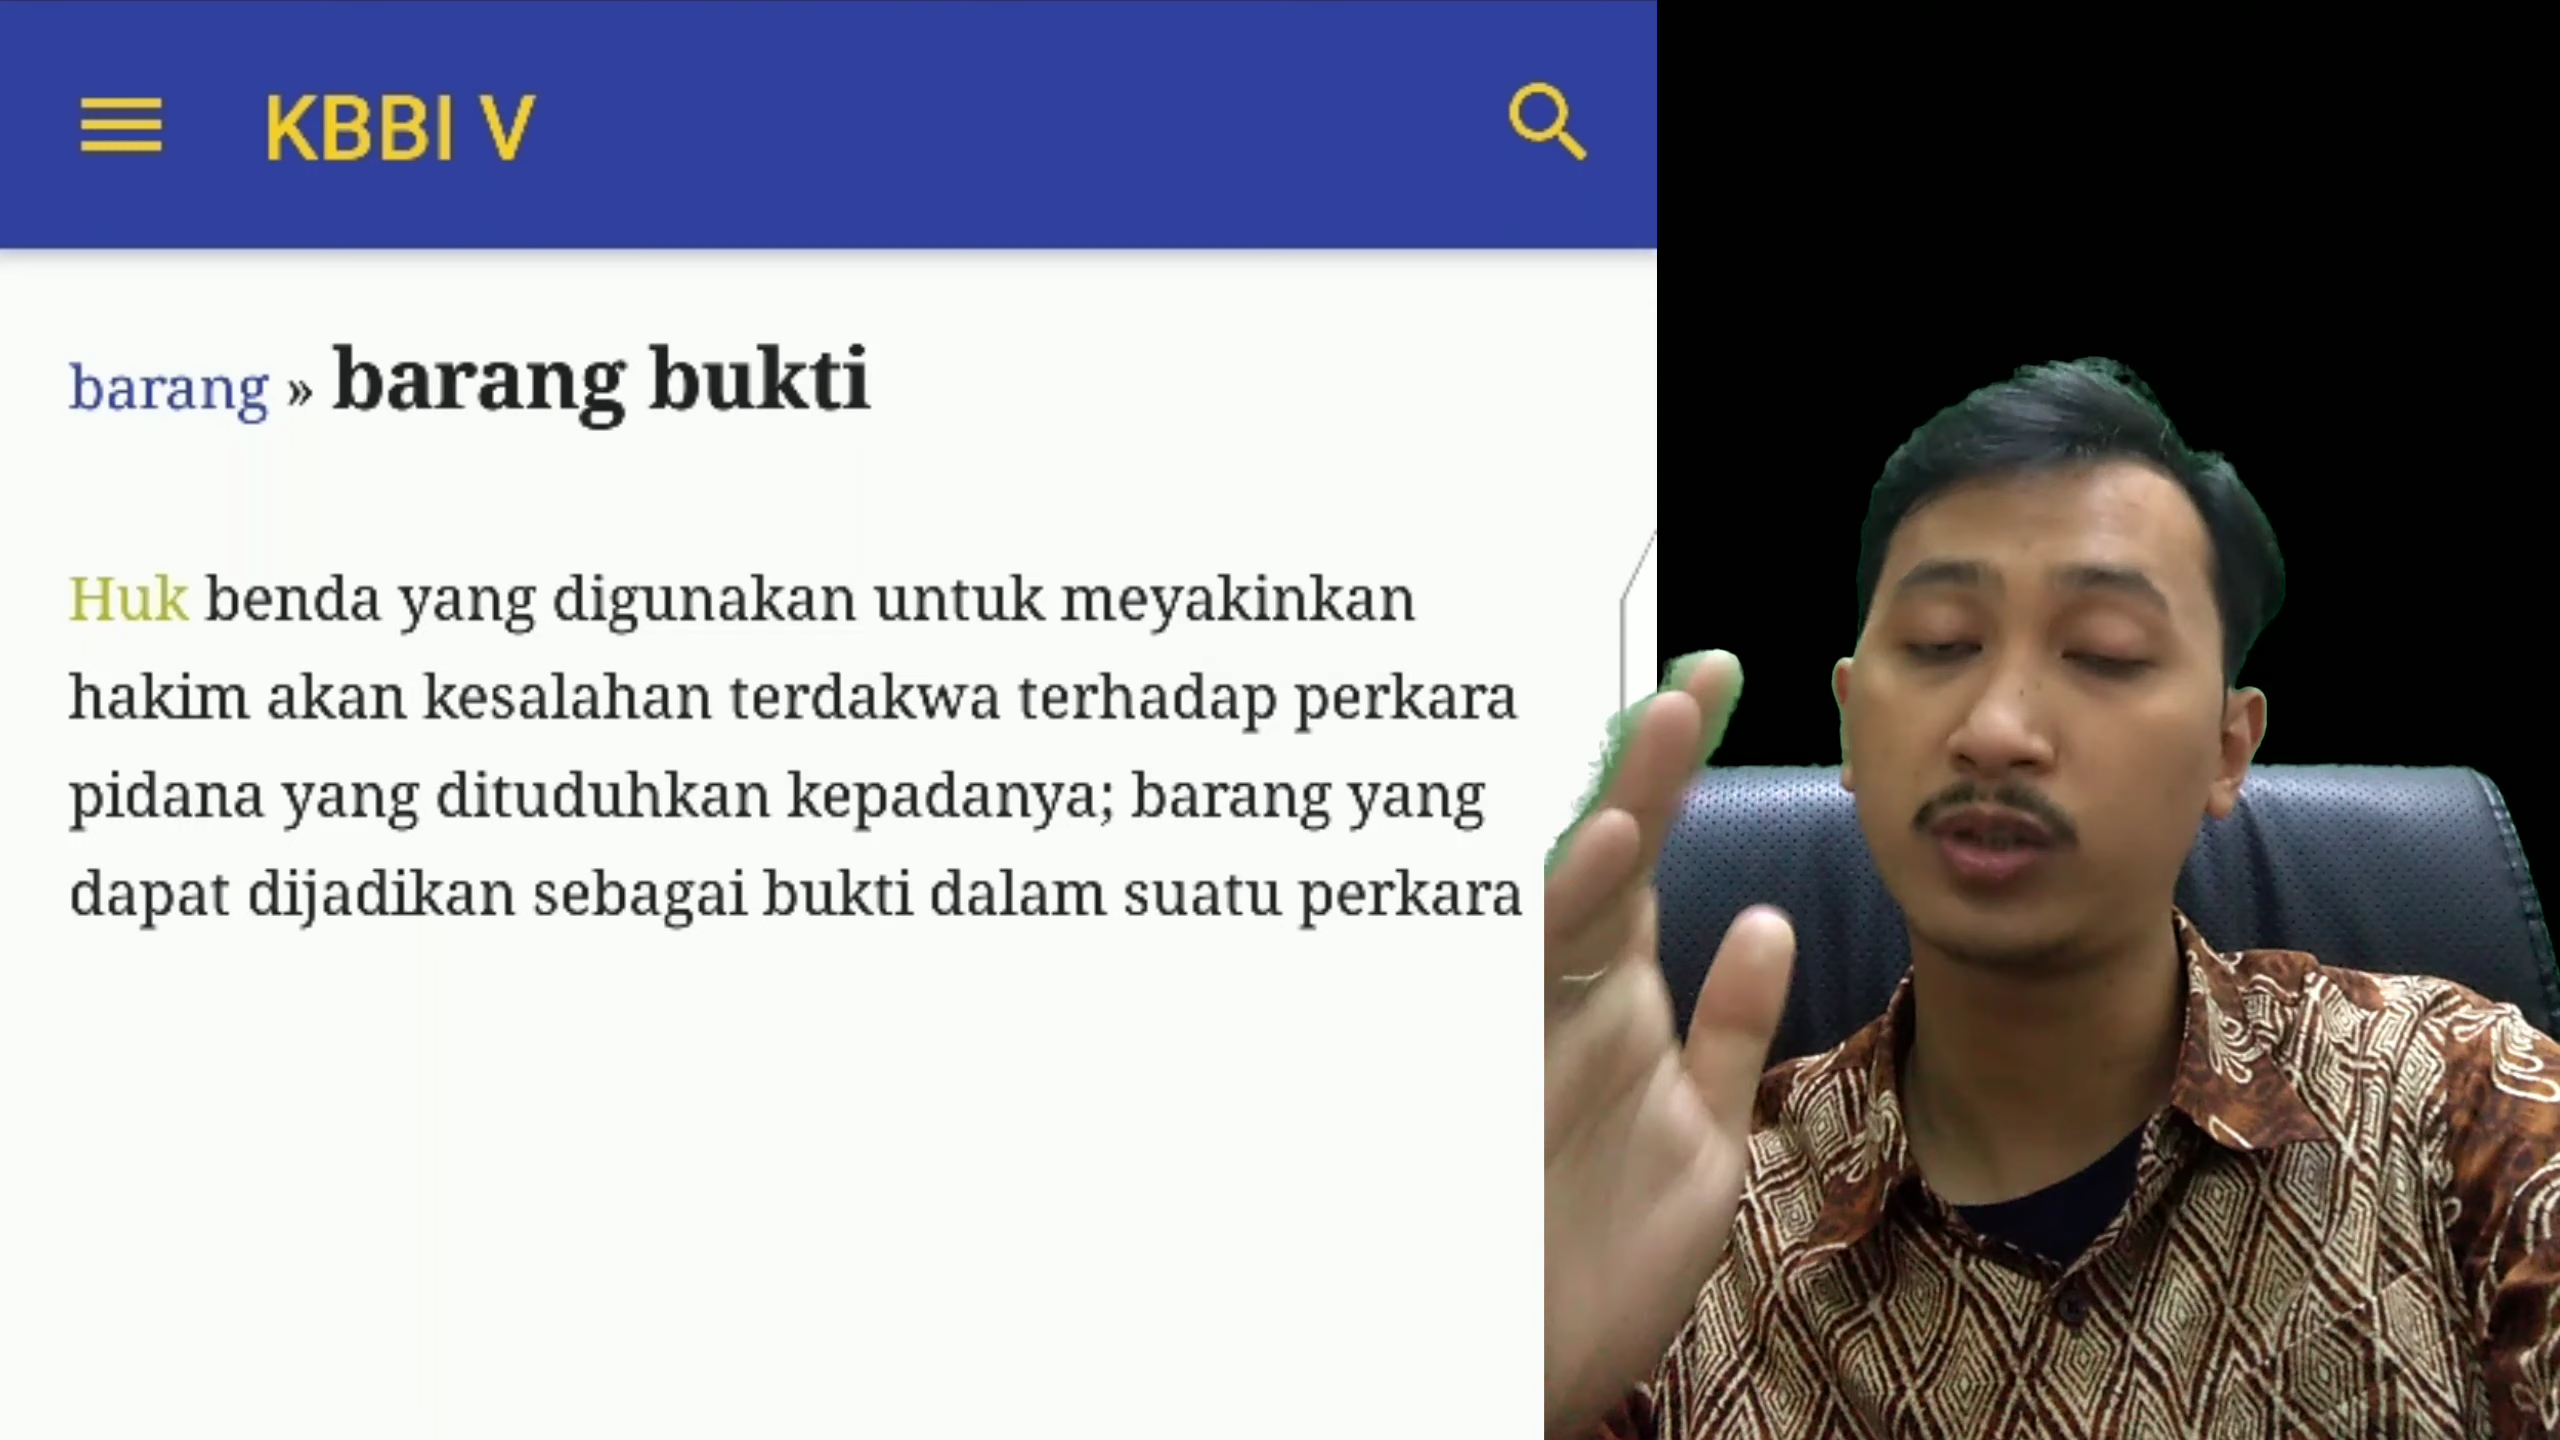 KBBI V
barang » barang bukti
Huk benda yang digunakan untuk meyakinkan
hakim akan kesalahan terdakwa terhadap perkara
pidana yang dituduhkan kepadanya; barang yang
dapat dijadikan sebagai bukti dalam suatu perkara